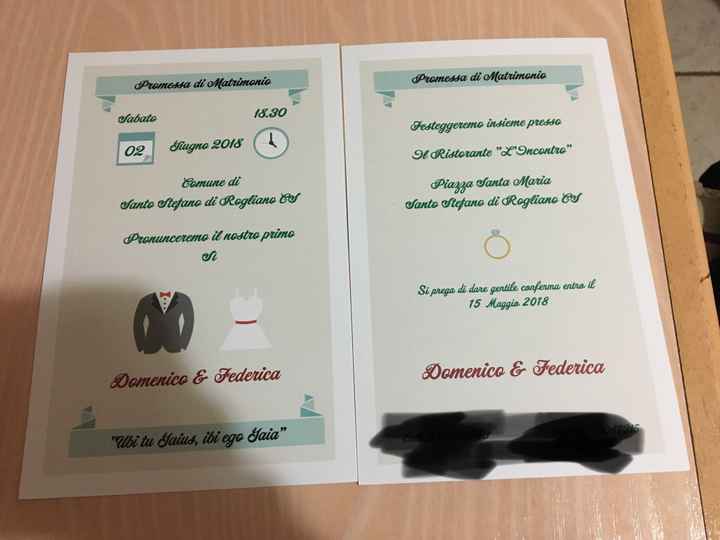 Promessa di Matrimonio
Sabato 18.30
02 Giugno 2018
Comune di
Santo Stefano di Rogliano CS
Pronunceremo il nostro primo
Sì
Domenico & Federica
"Ubi tu Gaius, ibi ego Gaia"
Promessa di Matrimonio
Festeggeremo insieme presso
Il Ristorante "L'Incontro"
Piazza Santa Maria
Santo Stefano di Rogliano CS
Si prega di dare gentile conferma entro il
15 Maggio 2018
Domenico & Federica